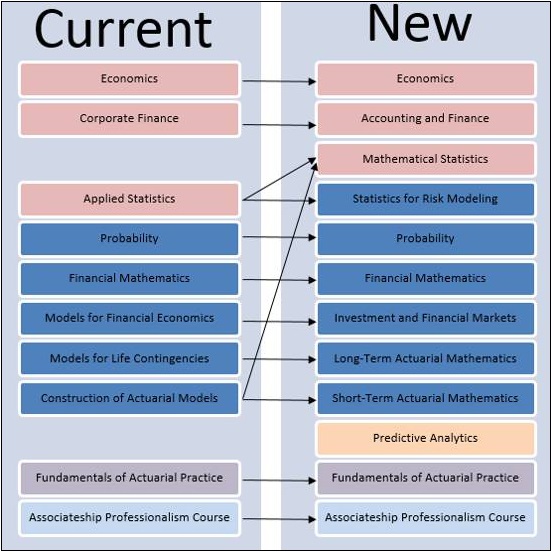 Current
New
Economics
Economics
Corporate Finance
Accounting and Finance
Mathematical Statistics
Applied Statistics
Statistics for Risk Modeling
Probability
Probability
Financial Mathematics
Financial Mathematics
Models for Financial Economics
Investment and Financial Markets
Models for Life Contingencies
Long-Term Actuarial Mathematics
Construction of Actuarial Models
Short-Term Actuarial Mathematics
Predictive Analytics
Fundamentals of Actuarial Practice
Fundamentals of Actuarial Practice
Associateship Professionalism Course
Associateship Professionalism Course